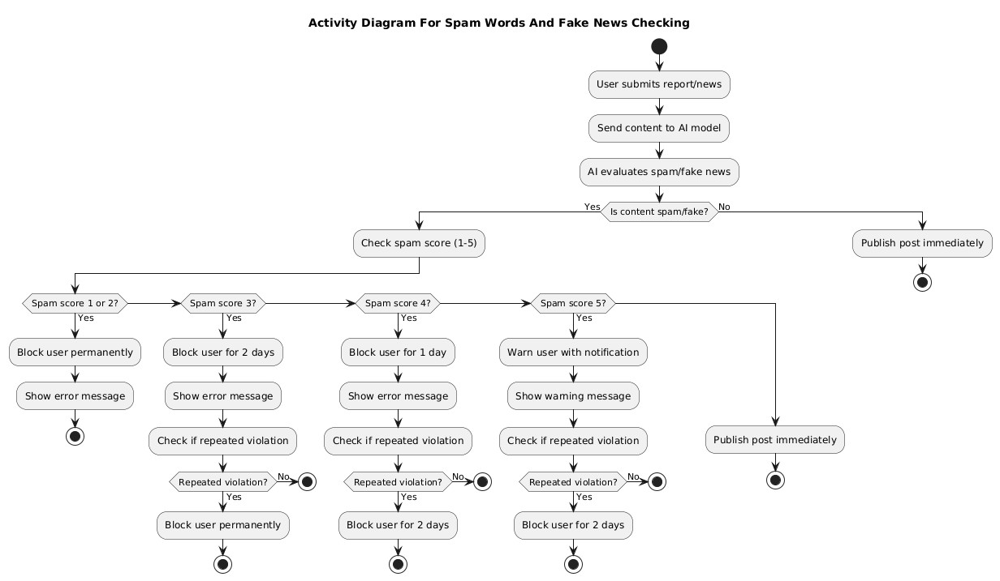 Activity Diagram For Spam Words And Fake News Checking
User submits report/news
Send content to AI model
AI evaluates spam/fake news
Yes
Is content spam/fake?
No
Check spam score (1-5)
Publish post immediately
Spam score 1 or 2?
Spam score 3?
Spam score 4?
Spam score 5?
Yes
Yes
Yes
Yes
Block user permanently
Block user for 2 days
Block user for 1 day
Warn user with notification
Show error message
Show error message
Show error message
Show warning message
Check if repeated violation
Check if repeated violation
Check if repeated violation
Publish post immediately
Repeated violation?
No
Repeated violation?
No
Repeated violation?
No
Yes
Yes
Yes
Block user permanently
Block user for 2 days
Block user for 2 days